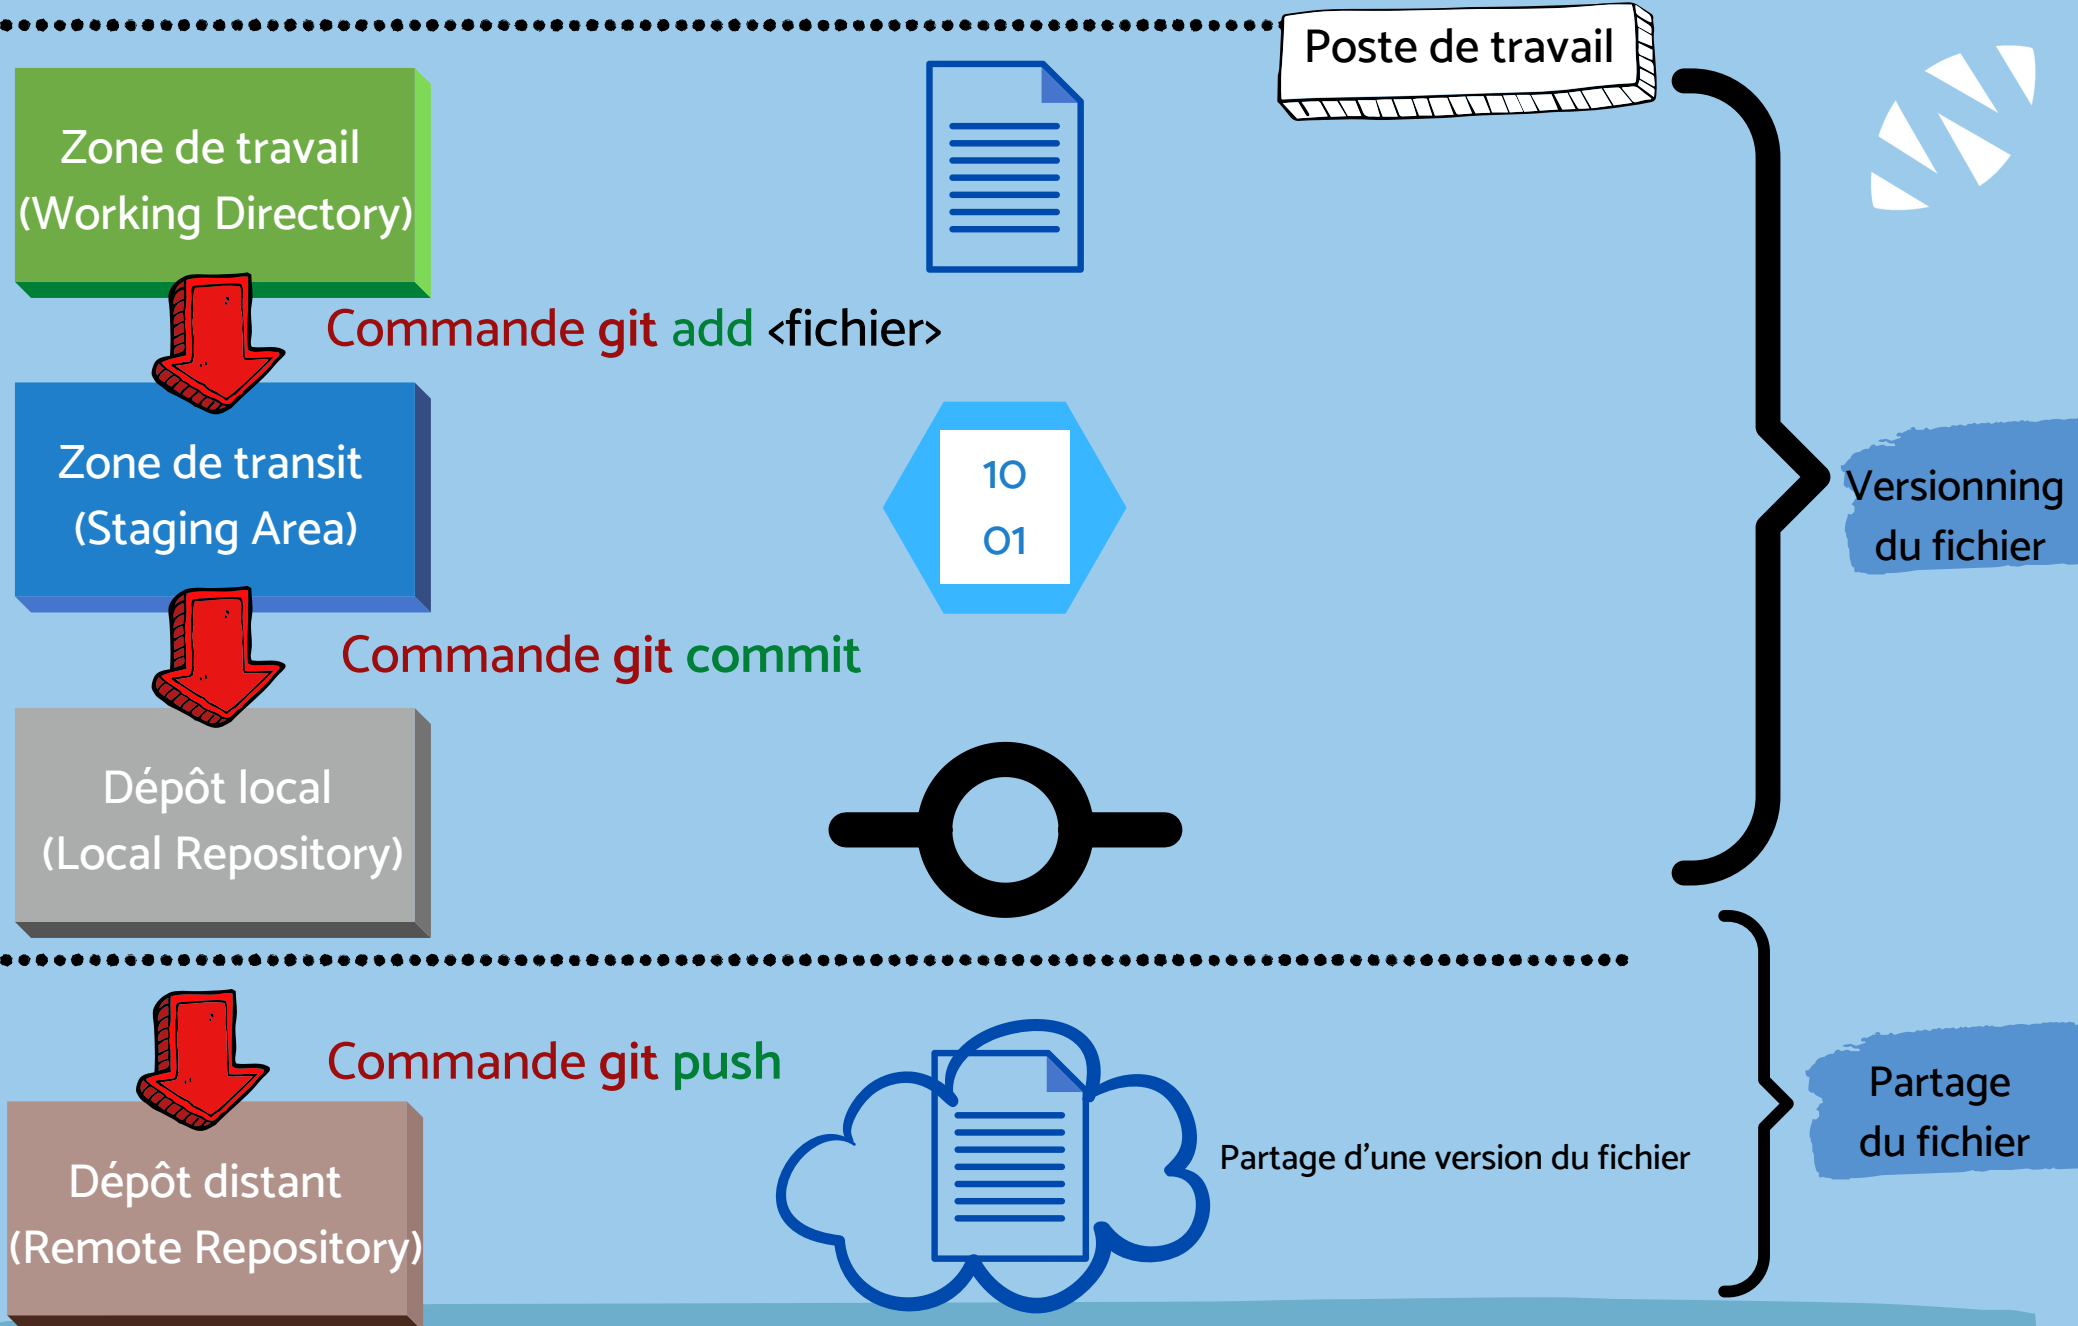 Poste de travail
Zone de travail
(Working Directory)
Commande git add <fichier>
Zone de transit
(Staging Area)
10
01
Versionning
du fichier
Commande git commit
Dépôt local
(Local Repository)
Commande git push
Partage
du fichier
Partage d'une version du fichier
Dépôt distant
(Remote Repository)